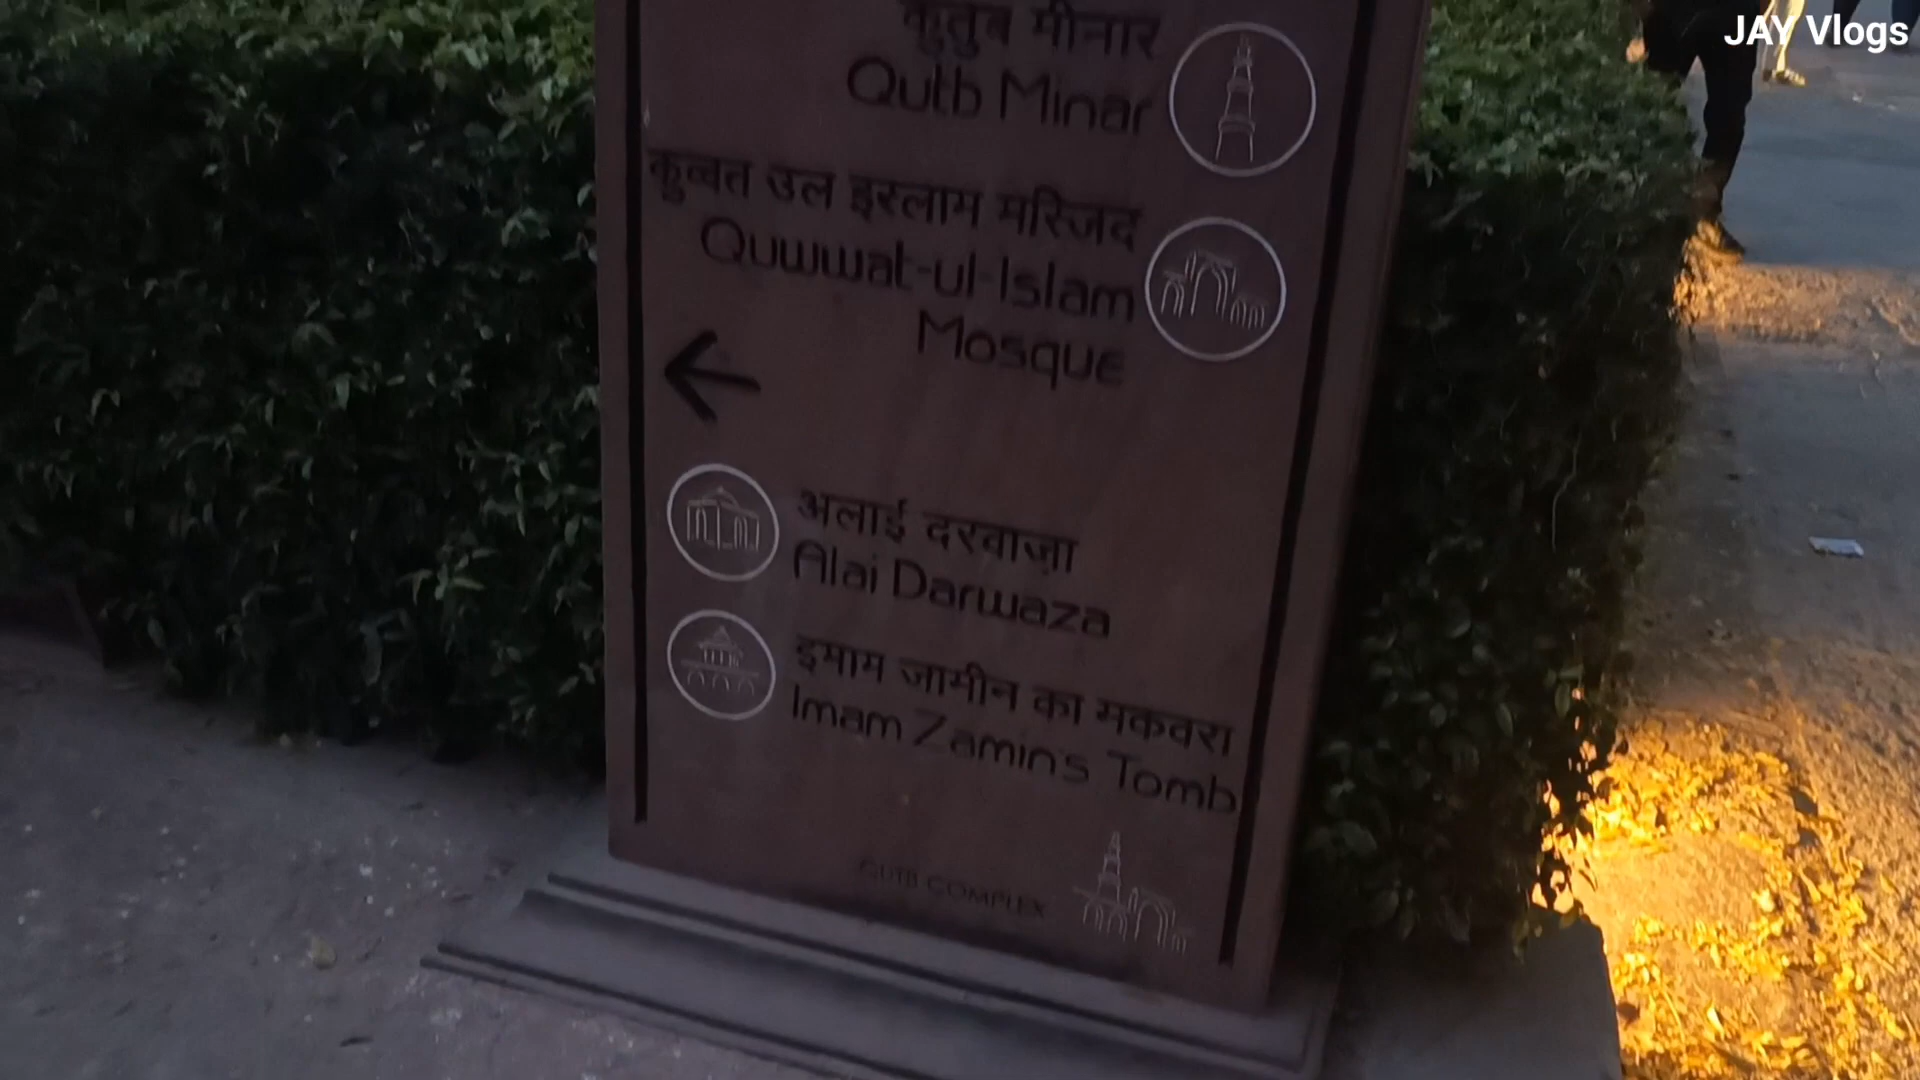 JAY Vlogs
कुतुब मीनार
Qutb Minar
कुव्वत उल इस्लाम मस्जिद
Quwwat-ul-Islam
Mosque
अलाई दरवाज़ा
Alai Darwaza
इमाम जामीन का मकबरा
Imam Zamin's Tomb
QUTB COMPLEX